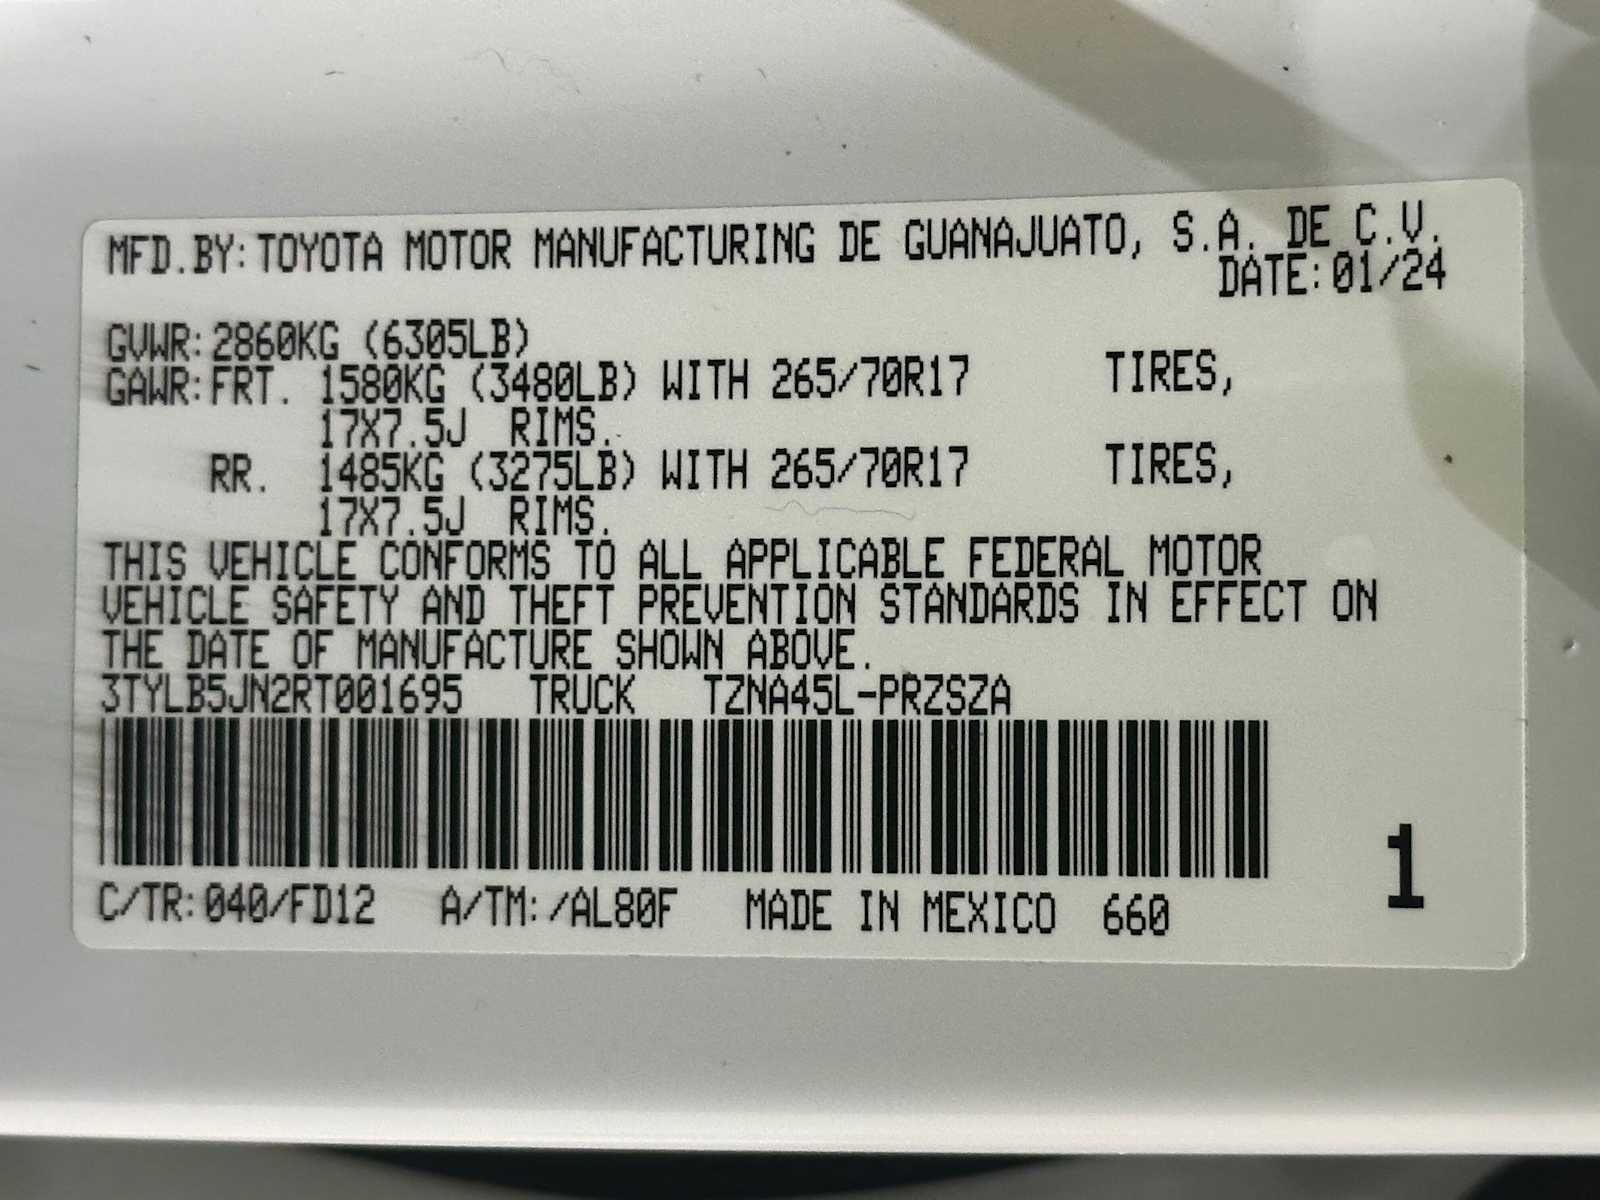 MFD.BY:TOYOTA MOTOR MANUFACTURING DE GUANAJUATO, S.A. DE C.V.
DATE:01/24
GVWR:2860KG (6305LB)
GAWR:FRT. 1580KG (3480LB) WITH 265/70R17 TIRES,
17X7.5J RIMS.
RR. 1485KG (3275LB) WITH 265/70R17 TIRES,
17X7.5J RIMS.
THIS VEHICLE CONFORMS TO ALL APPLICABLE FEDERAL MOTOR
VEHICLE SAFETY AND THEFT PREVENTION STANDARDS IN EFFECT ON
THE DATE OF MANUFACTURE SHOWN ABOVE.
3TYLB5JN2RT001695 TRUCK TZNA45L-PRZSZA
1
C/TR:040/FD12 A/TM:/AL80F MADE IN MEXICO 660